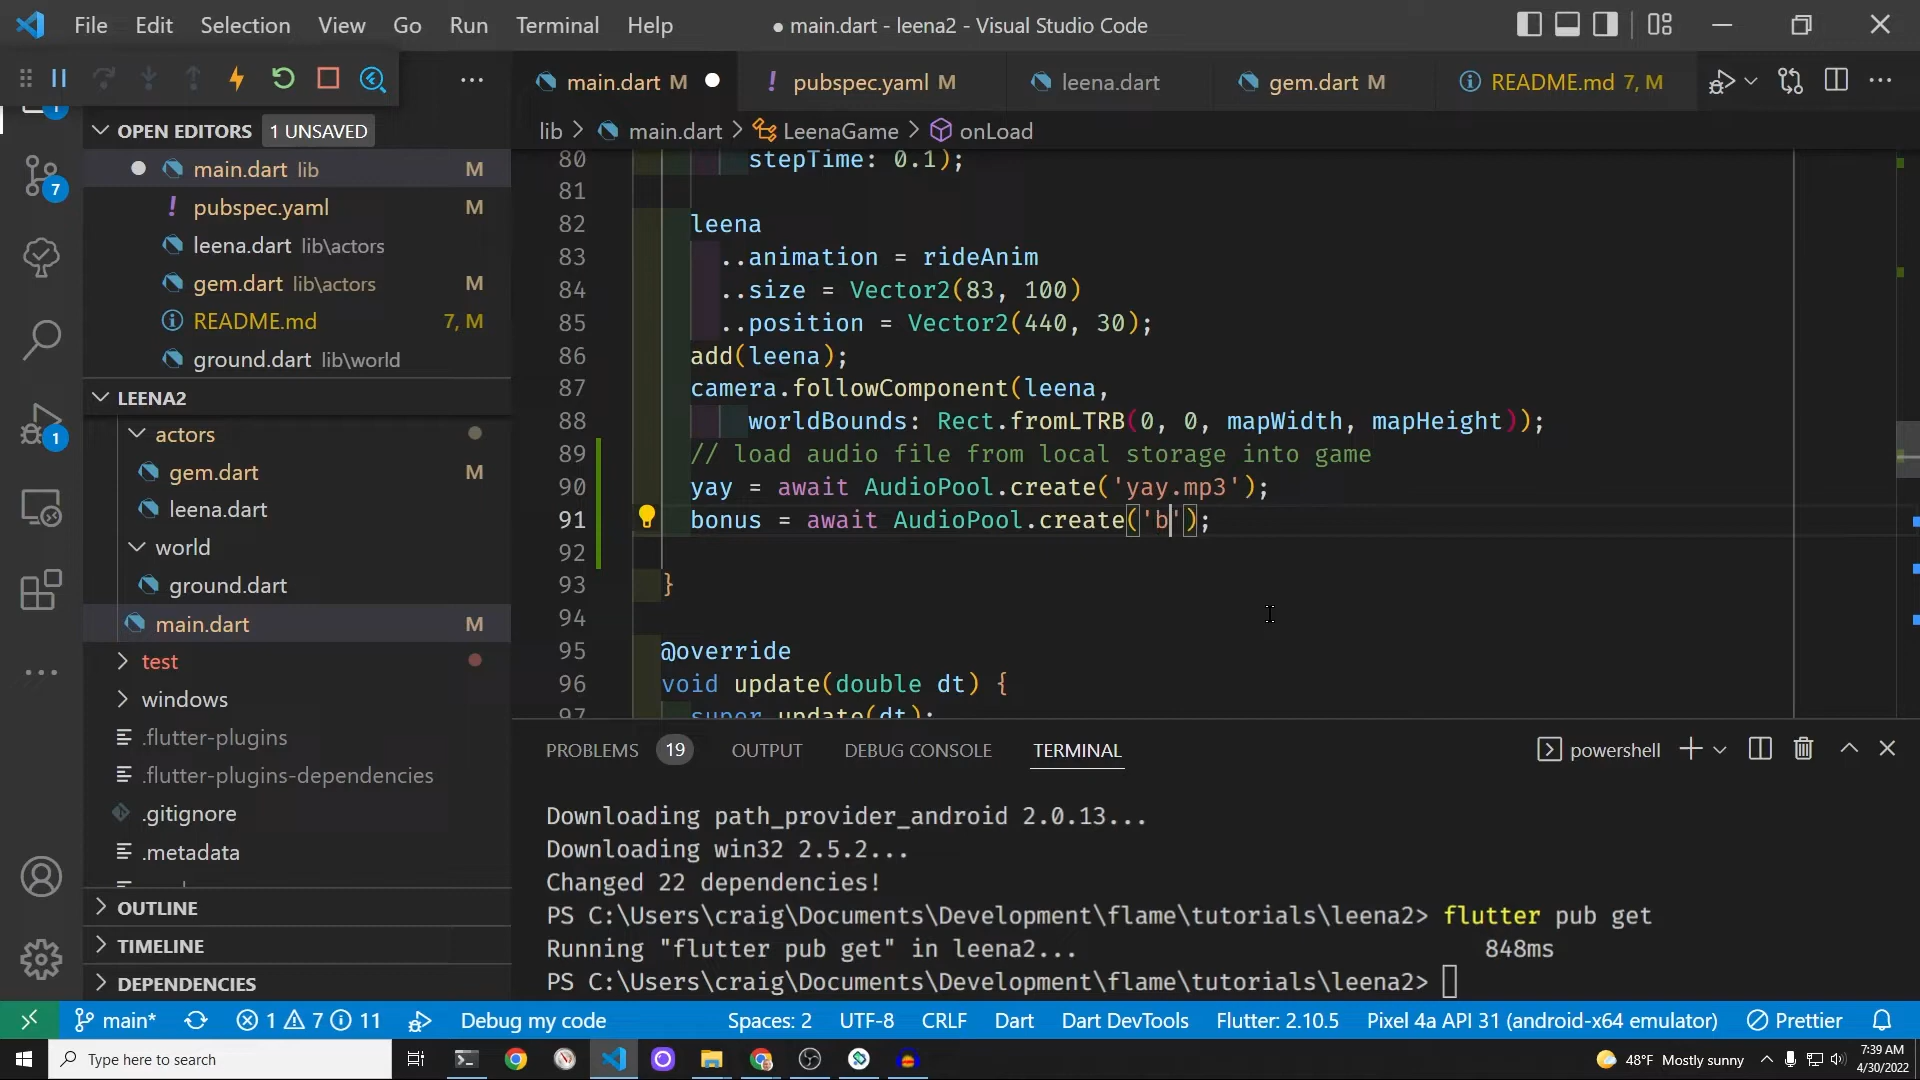 File Edit Selection View Go Run Terminal Help
● main.dart - leena2 - Visual Studio Code
main.dart M ● pubspec.yaml M leena.dart gem.dart M README.md 7, M
lib > main.dart > LeenaGame > onLoad
1
OPEN EDITORS 1 UNSAVED
main.dart lib M
pubspec.yaml M
leena.dart lib\actors
gem.dart lib\actors M
README.md 7, M
ground.dart lib\world
LEENA2
actors
gem.dart M
leena.dart
world
ground.dart
main.dart M
test
windows
.flutter-plugins
.flutter-plugins-dependencies
.gitignore
.metadata
OUTLINE
TIMELINE
DEPENDENCIES
7
1
80 stepTime: 0.1);
81
82 leena
83 ..animation = rideAnim
84 ..size = Vector2(83, 100)
85 ..position = Vector2(440, 30);
86 add(leena);
87 camera.followComponent(leena,
88 worldBounds: Rect.fromLTRB(0, 0, mapWidth, mapHeight));
89 // load audio file from local storage into game
90 yay = await AudioPool.create('yay.mp3');
91 bonus = await AudioPool.create('b');
92
93 }
94
95 @override
96 void update(double dt) {
97 super.update(dt);
PROBLEMS 19 OUTPUT DEBUG CONSOLE TERMINAL powershell
Downloading path_provider_android 2.0.13...
Downloading win32 2.5.2...
Changed 22 dependencies!
PS C:\Users\craig\Documents\Development\flame\tutorials\leena2> flutter pub get
Running "flutter pub get" in leena2... 848ms
PS C:\Users\craig\Documents\Development\flame\tutorials\leena2>
main* 1 7 11 Debug my code Spaces: 2 UTF-8 CRLF Dart Dart DevTools Flutter: 2.10.5 Pixel 4a API 31 (android-x64 emulator) Prettier
Type here to search
48°F Mostly sunny
7:39 AM
4/30/2022